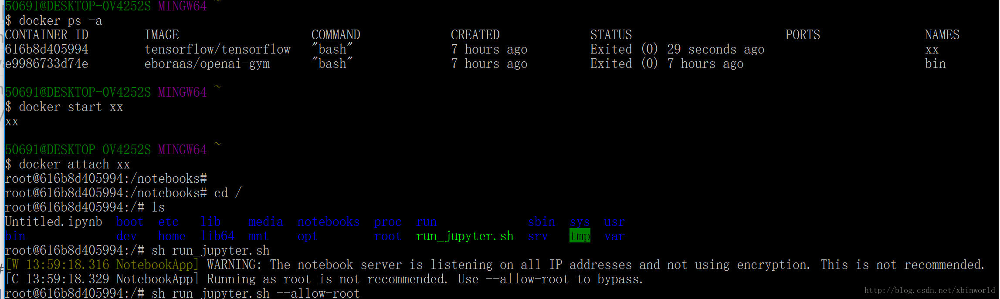 50691@DESKTOP-OV4252S MINGW64 ~
$ docker ps -a
CONTAINER ID IMAGE COMMAND CREATED STATUS PORTS NAMES
616b8d405994 tensorflow/tensorflow "bash" 7 hours ago Exited (0) 29 seconds ago xx
e9986733d74e eboraas/openai-gym "bash" 7 hours ago Exited (0) 7 hours ago bin
50691@DESKTOP-OV4252S MINGW64 ~
$ docker start xx
xx
50691@DESKTOP-OV4252S MINGW64 ~
$ docker attach xx
root@616b8d405994:/notebooks#
root@616b8d405994:/notebooks# cd /
root@616b8d405994:/# ls
Untitled.ipynb boot etc lib media notebooks proc run sbin sys usr
bin dev home lib64 mnt opt root run_jupyter.sh srv tmp var
root@616b8d405994:/# sh run_jupyter.sh
[W 13:59:18.316 NotebookApp] WARNING: The notebook server is listening on all IP addresses and not using encryption. This is not recommended.
[C 13:59:18.329 NotebookApp] Running as root is not recommended. Use --allow-root to bypass.
root@616b8d405994:/# sh run_jupyter.sh --allow-root
http://blog.csdn.net/xbinworld